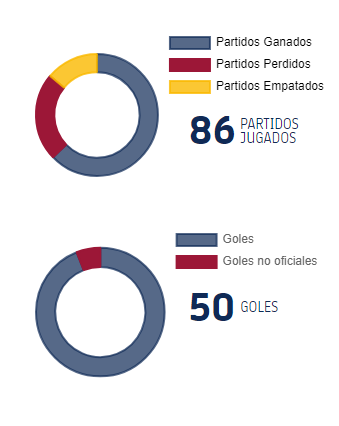 Partidos Ganados
Partidos Perdidos
Partidos Empatados
86 PARTIDOS
JUGADOS
Goles
Goles no oficiales
50 GOLES